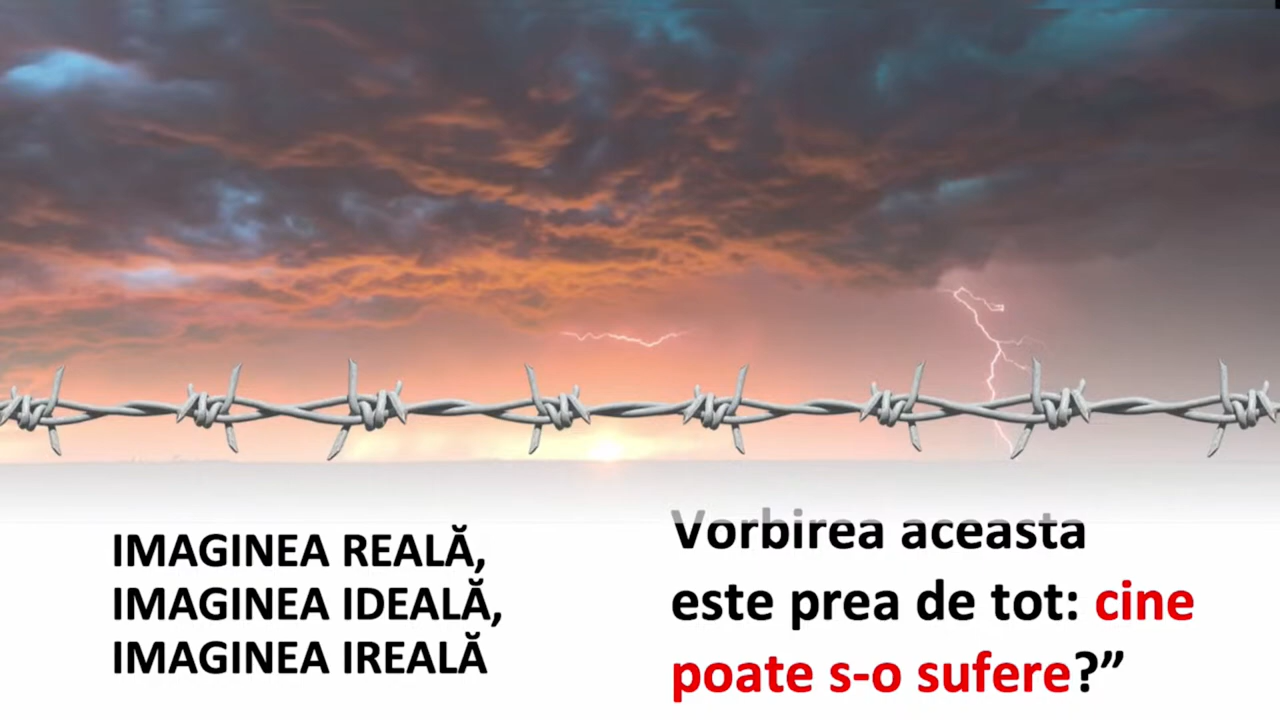 IMAGINEA REALĂ,
IMAGINEA IDEALĂ,
IMAGINEA IREALĂ
Vorbirea aceasta
este prea de tot: cine
poate s-o sufere?”